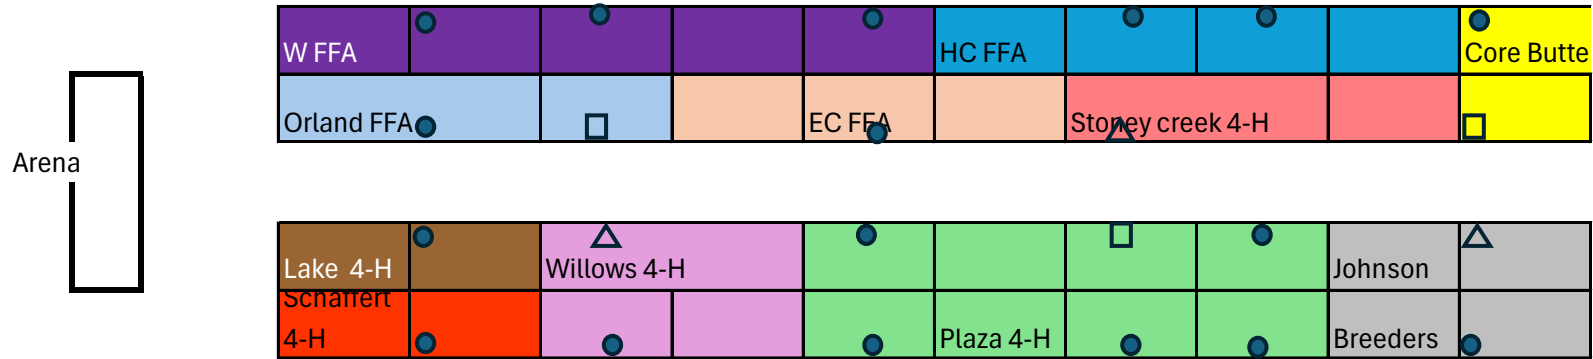 W FFA
HC FFA
Core Butte
Orland FFA
EC FFA
Stoney creek 4-H
Arena
Lake 4-H
Willows 4-H
Johnson
Schaffert
4-H
Plaza 4-H
Breeders